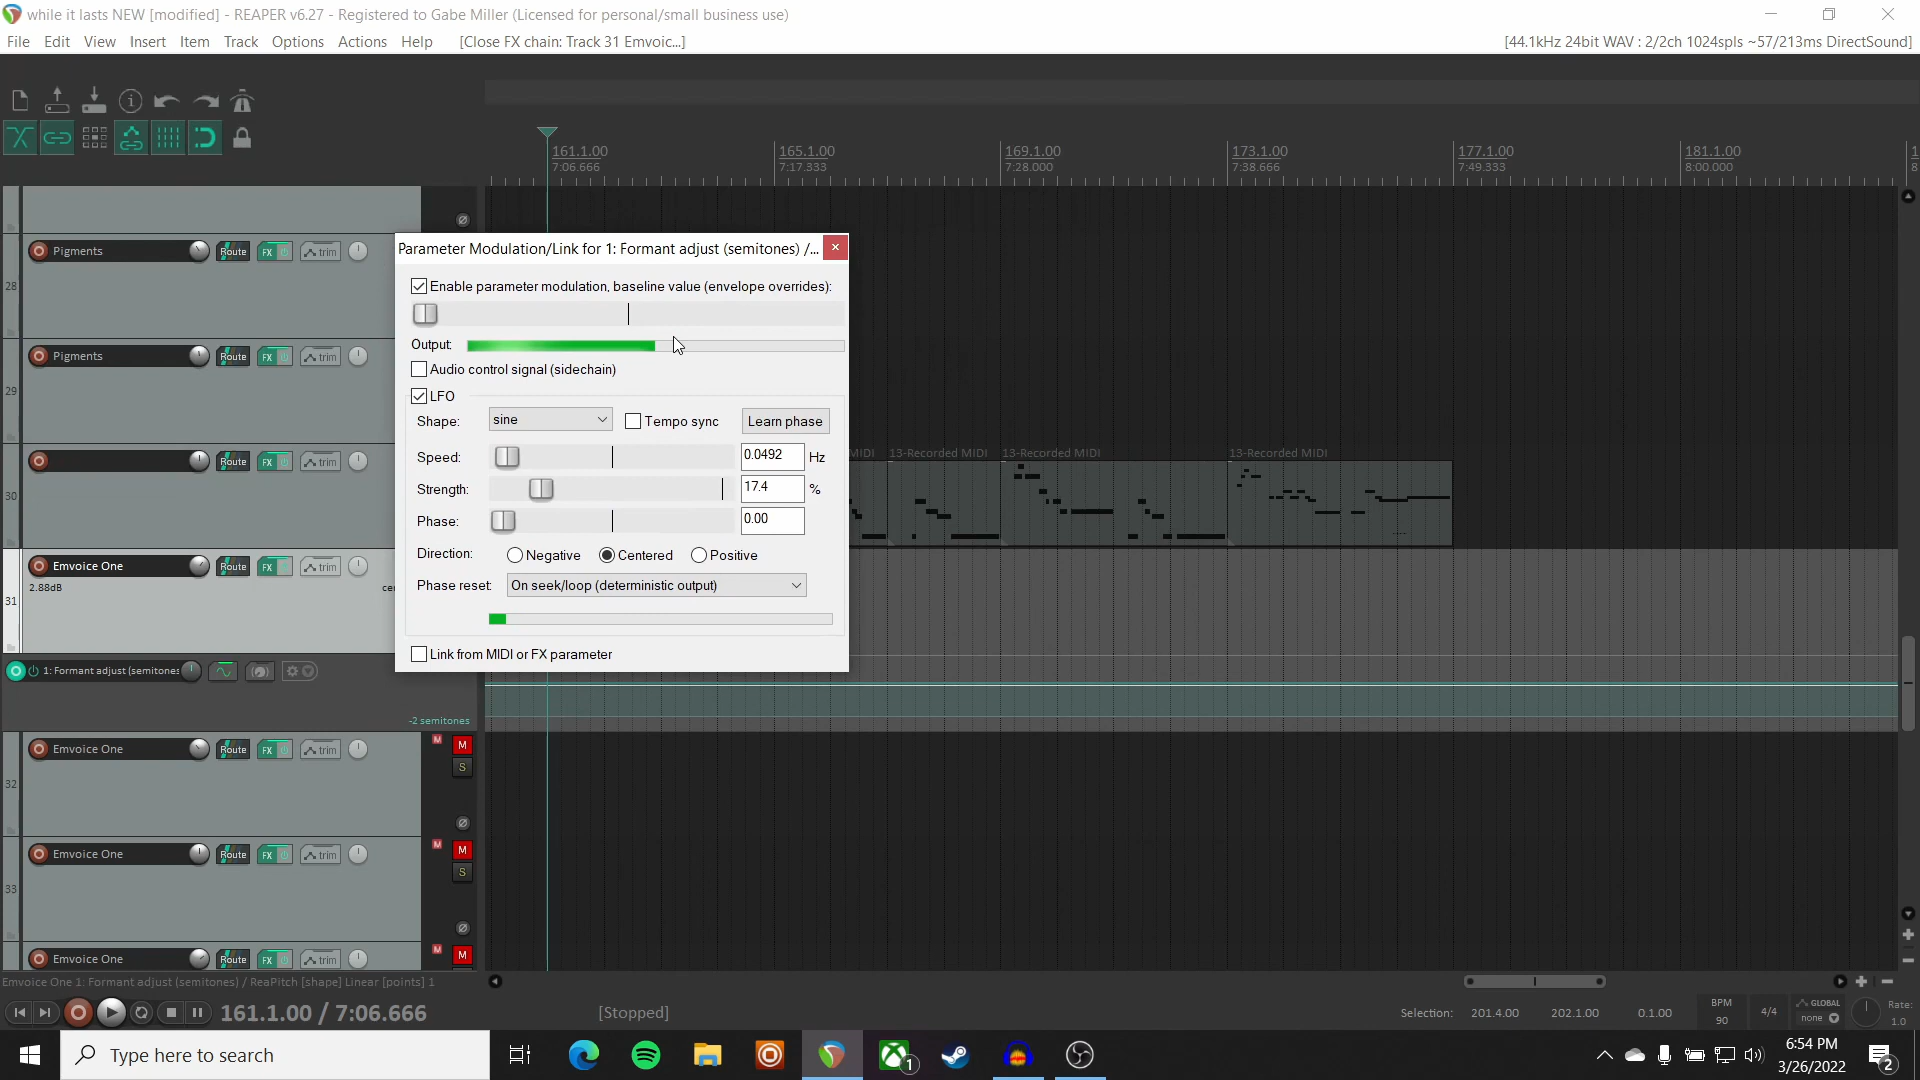 while it lasts NEW [modified] - REAPER v6.27 - Registered to Gabe Miller (Licensed for personal/small business use)
File Edit View Insert Item Track Options Actions Help [Close FX chain: Track 31 Emvoic...] [44.1kHz 24bit WAV : 2/2ch 1024spls ~57/213ms DirectSound]
161.1.00 165.1.00 169.1.00 173.1.00 177.1.00 181.1.00 1
7:06.666 7:17.333 7:28.000 7:38.666 7:49.333 8:00.000 8
Pigments Route FX trim
28
Parameter Modulation/Link for 1: Formant adjust (semitones) /...
Enable parameter modulation, baseline value (envelope overrides):
Output:
Audio control signal (sidechain)
LFO
Shape: sine Tempo sync Learn phase
Speed: 0.0492 Hz
Strength: 17.4 %
Phase: 0.00
Direction: Negative Centered Positive
Phase reset: On seek/loop (deterministic output)
Link from MIDI or FX parameter
Pigments Route FX trim
29
Route FX trim
30
MIDI 13-Recorded MIDI 13-Recorded MIDI 13-Recorded MIDI
Emvoice One Route FX trim
2.88dB ce
31
1: Formant adjust (semitones
-2 semitones
Emvoice One Route FX trim M M
S
32
Emvoice One Route FX trim M M
S
33
Emvoice One Route FX trim M M
Emvoice One 1: Formant adjust (semitones) / ReaPitch [shape] Linear [points] 1
161.1.00 / 7:06.666 [Stopped] Selection: 201.4.00 202.1.00 0.1.00 BPM 90 4/4 GLOBAL none Rate: 1.0
Type here to search 1 6:54 PM
3/26/2022 2